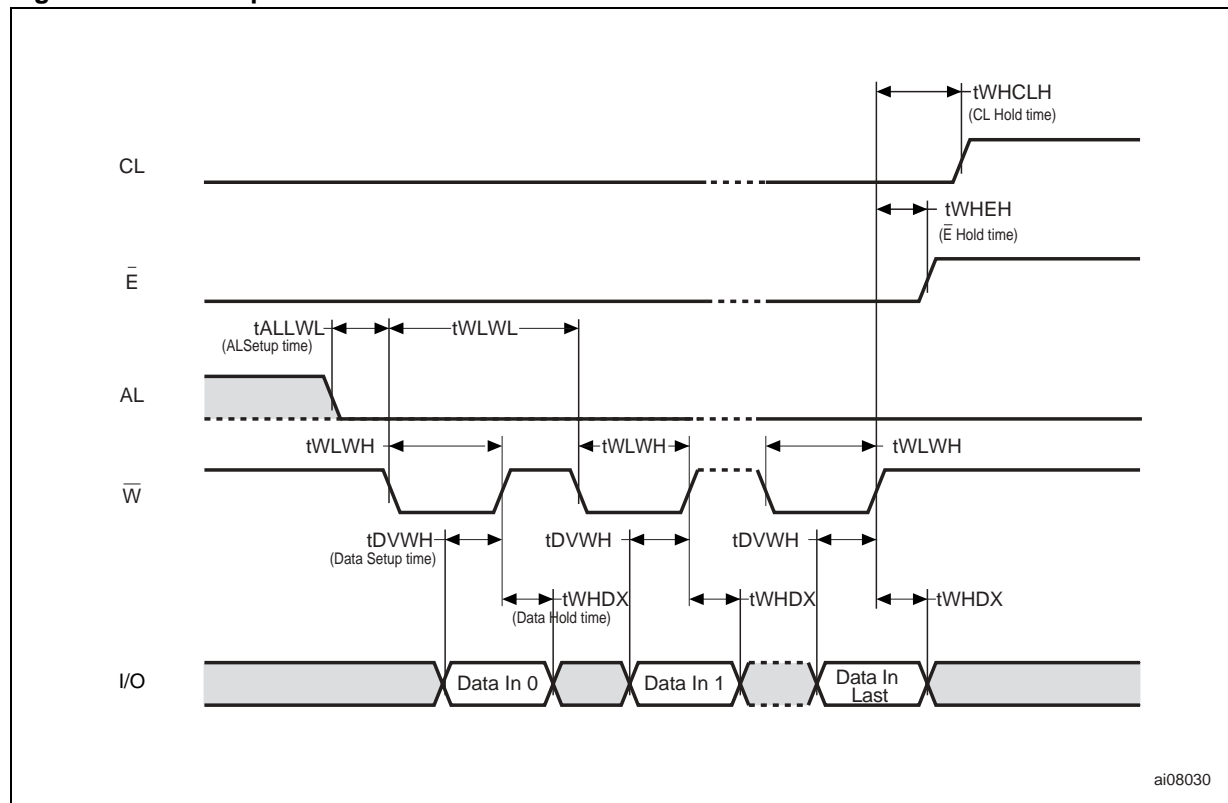 tWHCLH
(CL Hold time)
CL
tWHEH
(E̅ Hold time)
E̅
tALLWL
(ALSetup time)
tWLWL
AL
tWLWH
tWLWH
tWLWH
W̅
tDVWH
(Data Setup time)
tDVWH
tDVWH
tWHDX
(Data Hold time)
tWHDX
tWHDX
I/O
Data In 0
Data In 1
Data In
Last
ai08030